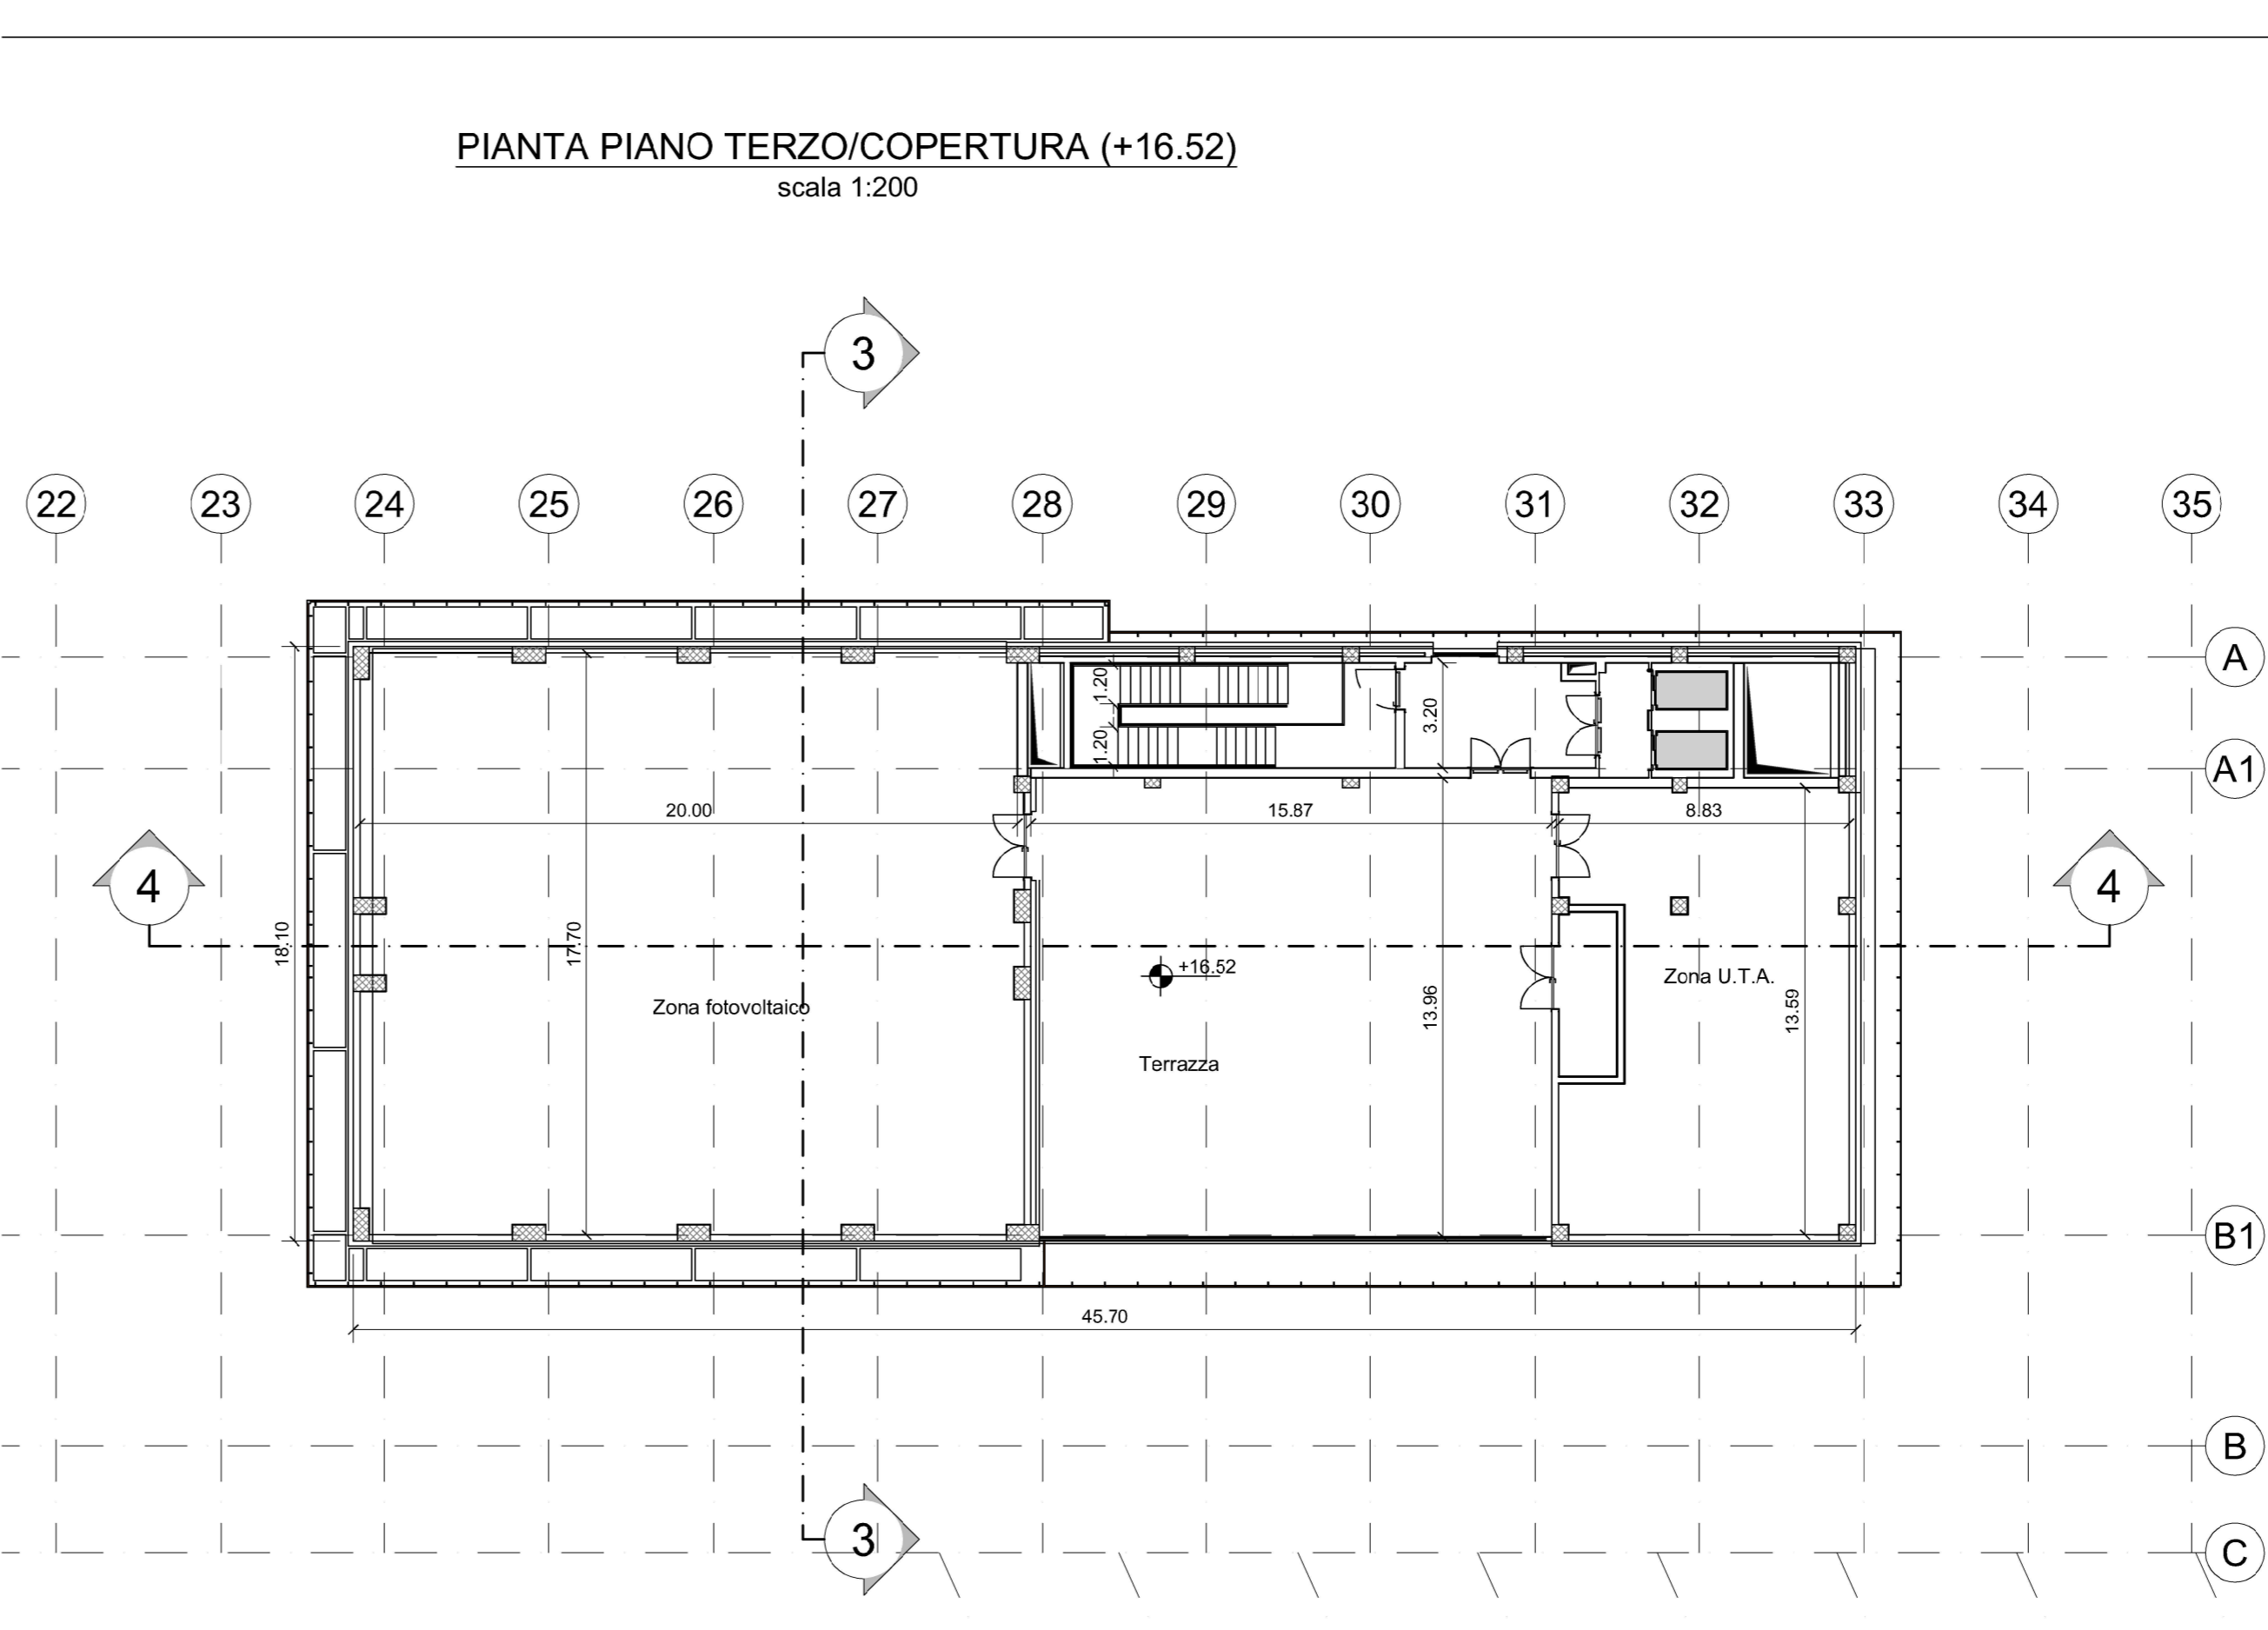 PIANTA PIANO TERZO/COPERTURA (+16.52)
scala 1:200
3
22 23 24 25 26 27 28 29 30 31 32 33 34 35
A
1.20
3.20
1.20
A1
20.00 15.87 8.83
4 4
18.10
17.70
+16.52
Zona U.T.A.
Zona fotovoltaico
13.96
13.59
Terrazza
B1
45.70
B
3
C